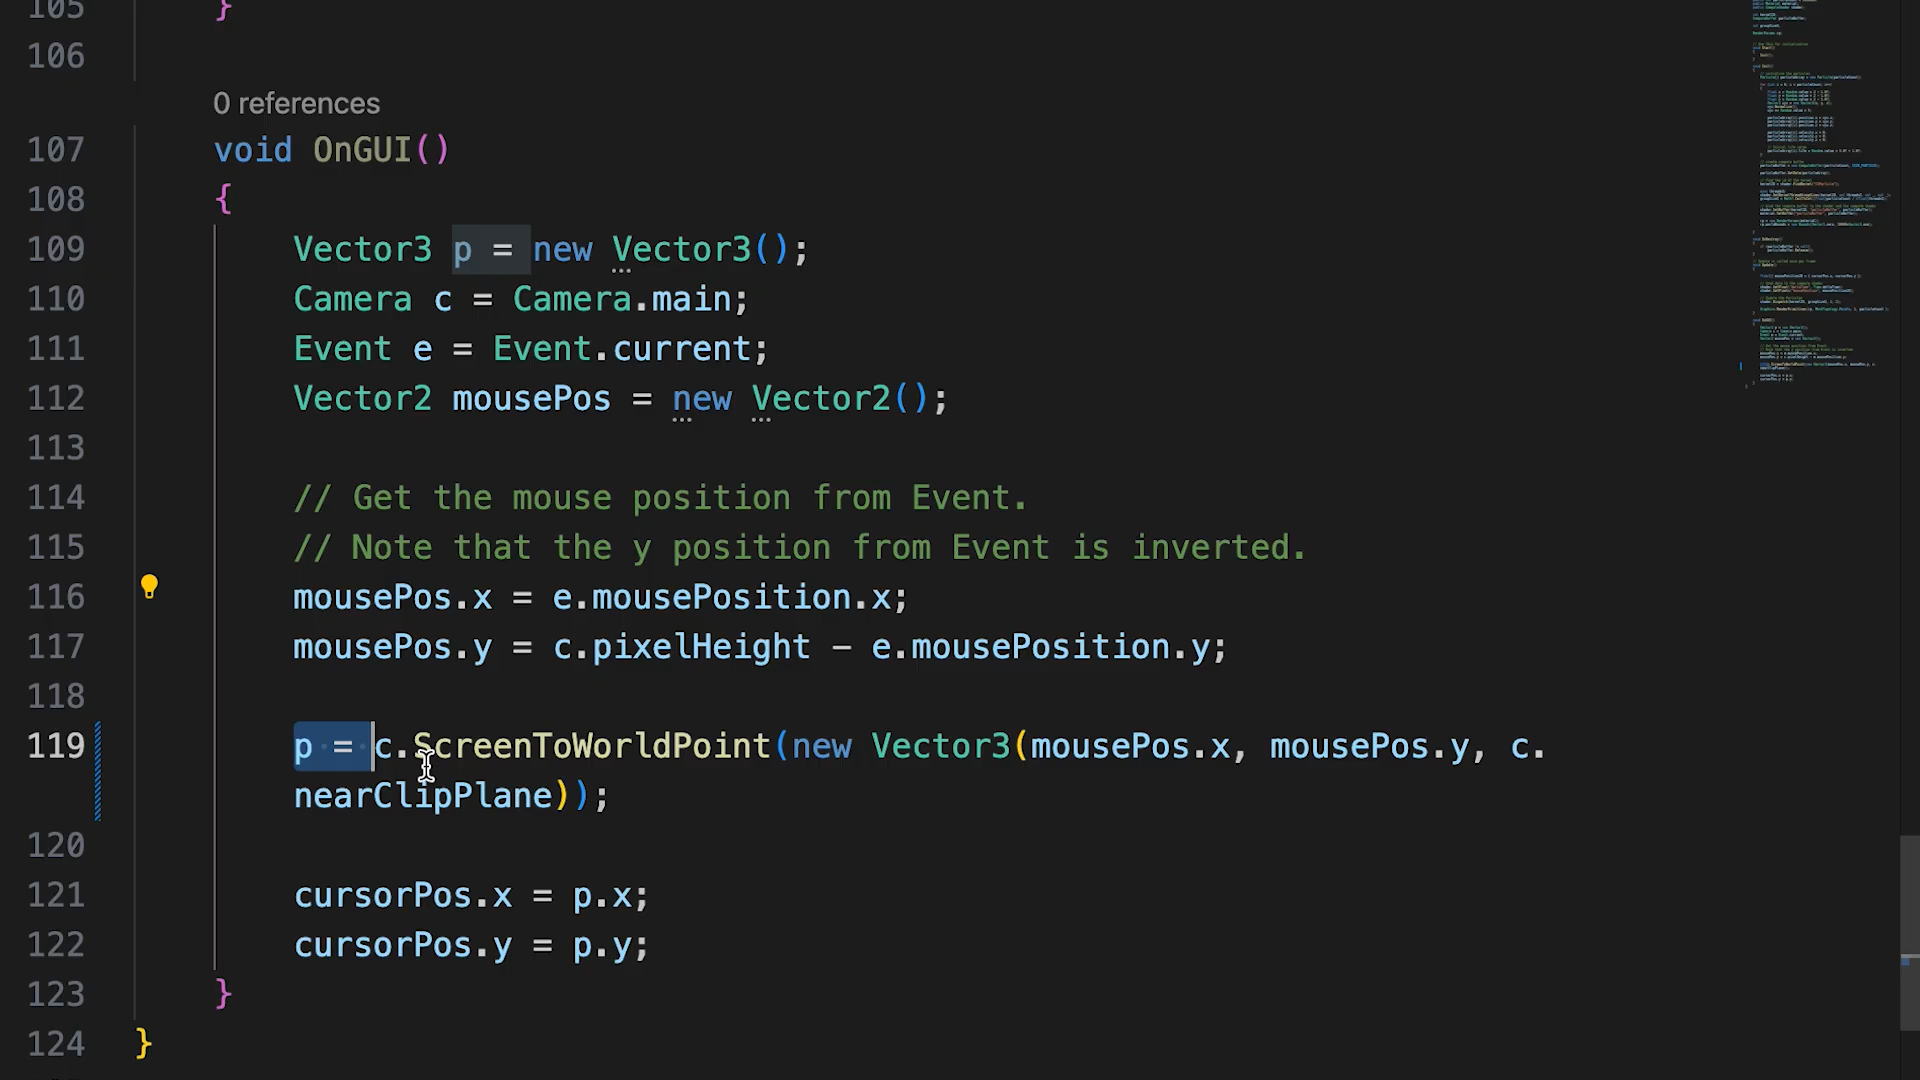 105 }
106
0 references
107 void OnGUI()
108 {
109 Vector3 p = new Vector3();
110 Camera c = Camera.main;
111 Event e = Event.current;
112 Vector2 mousePos = new Vector2();
113
114 // Get the mouse position from Event.
115 // Note that the y position from Event is inverted.
116 mousePos.x = e.mousePosition.x;
117 mousePos.y = c.pixelHeight - e.mousePosition.y;
118
119 p = c.ScreenToWorldPoint(new Vector3(mousePos.x, mousePos.y, c.
nearClipPlane));
120
121 cursorPos.x = p.x;
122 cursorPos.y = p.y;
123 }
124 }